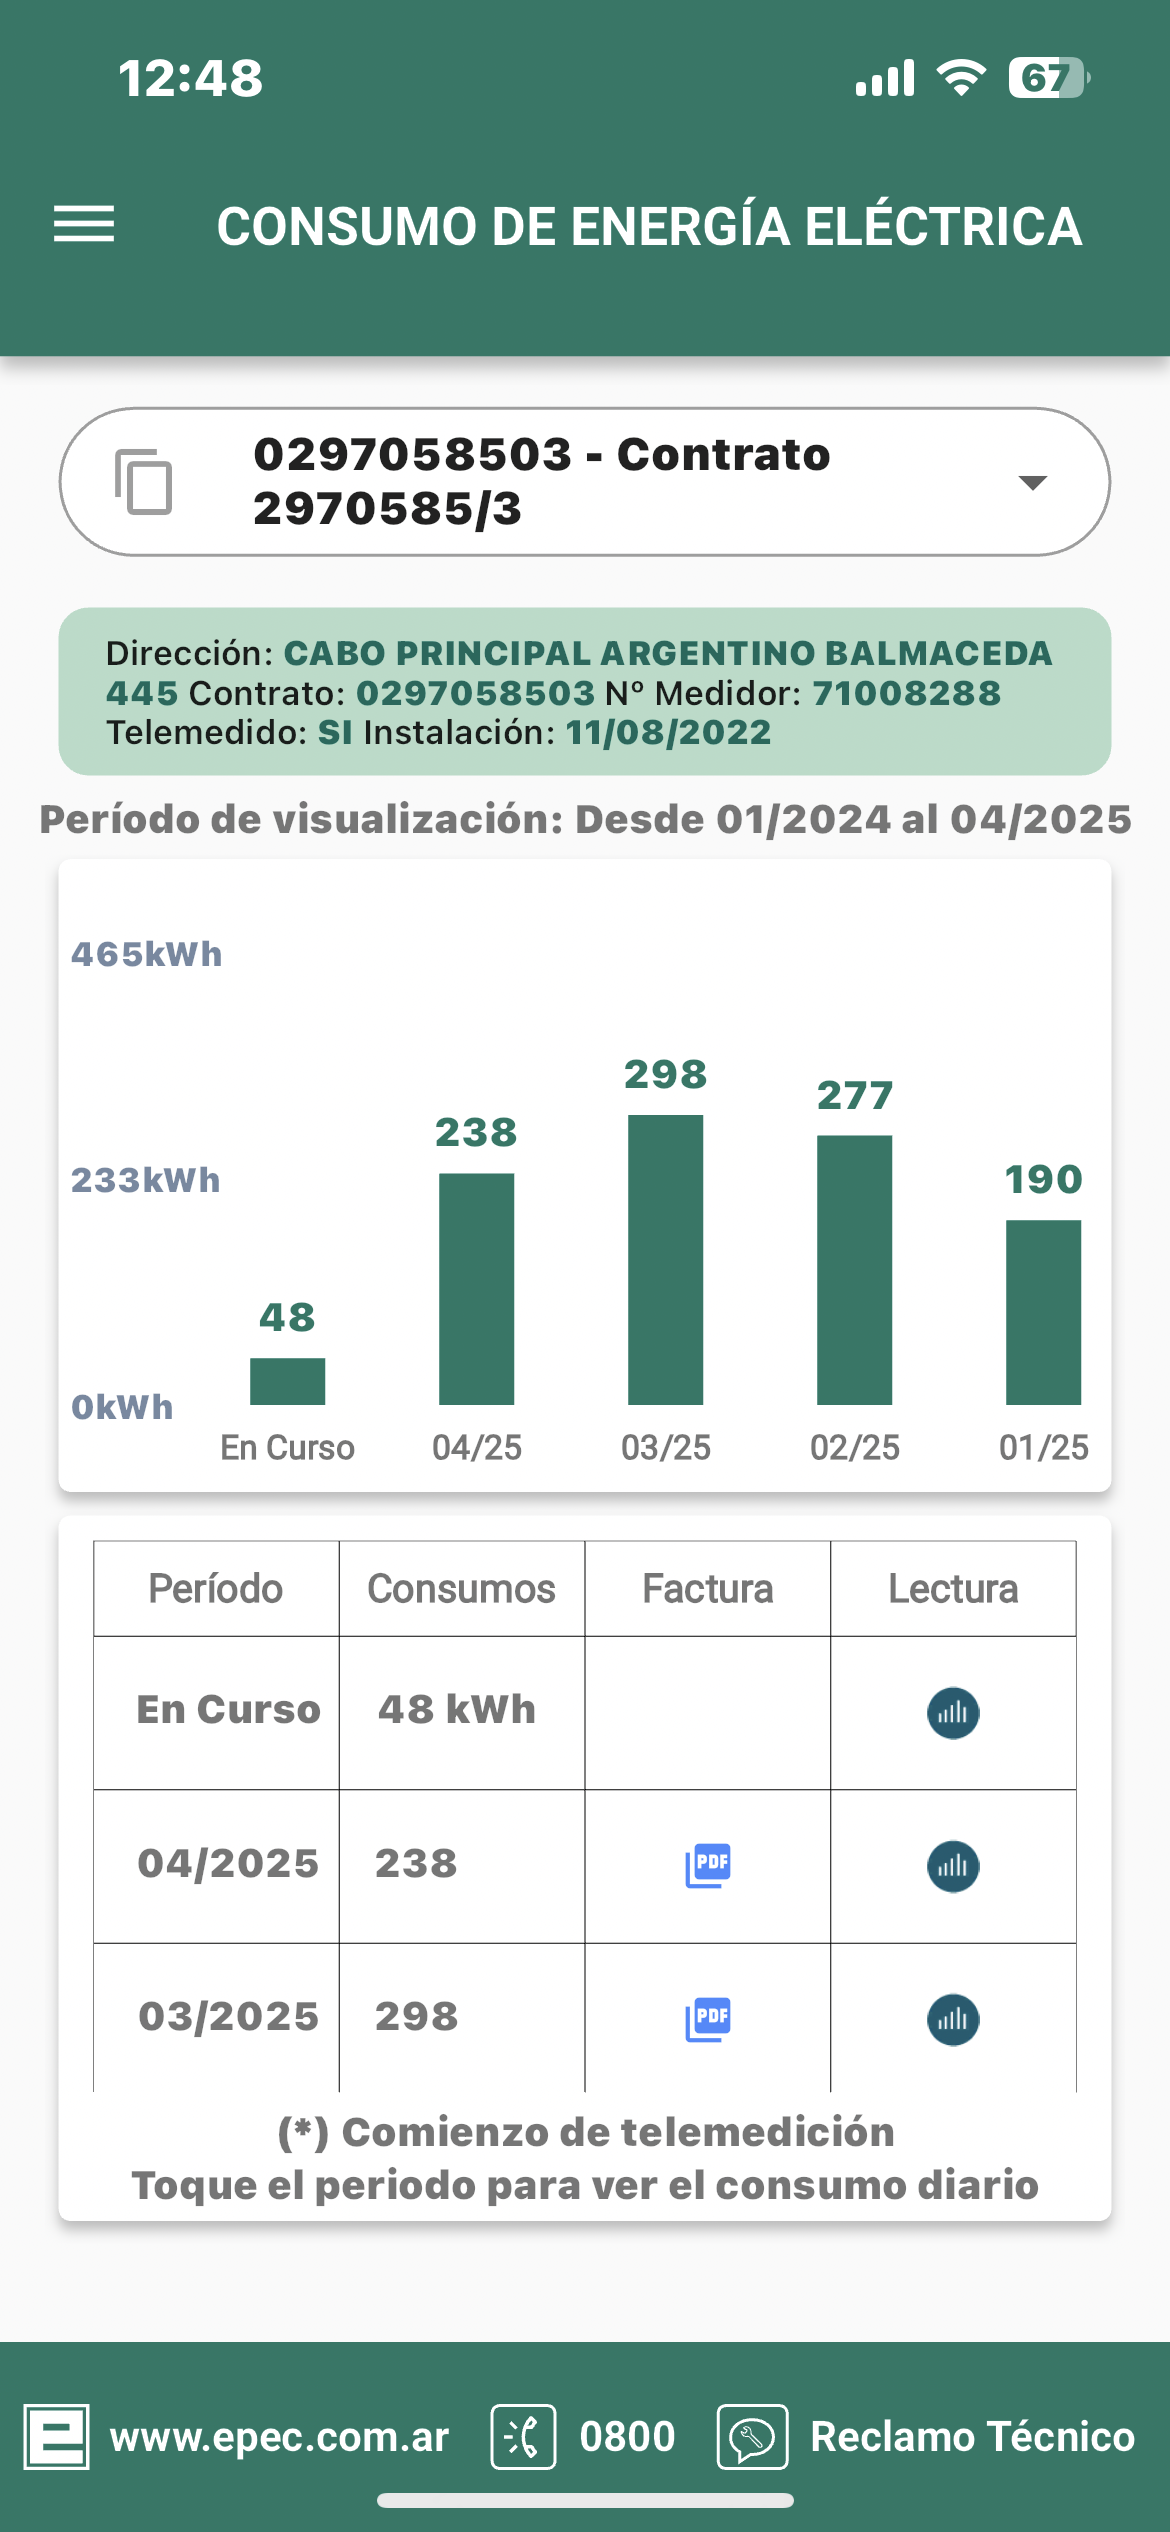 12:48
67
CONSUMO DE ENERGÍA ELÉCTRICA
0297058503 - Contrato
2970585/3
Dirección: CABO PRINCIPAL ARGENTINO BALMACEDA
445 Contrato: 0297058503 Nº Medidor: 71008288
Telemedido: SI Instalación: 11/08/2022
Período de visualización: Desde 01/2024 al 04/2025
465kWh
298
277
238
233kWh
190
48
0kWh
En Curso 04/25 03/25 02/25 01/25
Período Consumos Factura Lectura
En Curso 48 kWh
04/2025 238 PDF
03/2025 298 PDF
(*) Comienzo de telemedición
Toque el periodo para ver el consumo diario
e www.epec.com.ar 0800 Reclamo Técnico